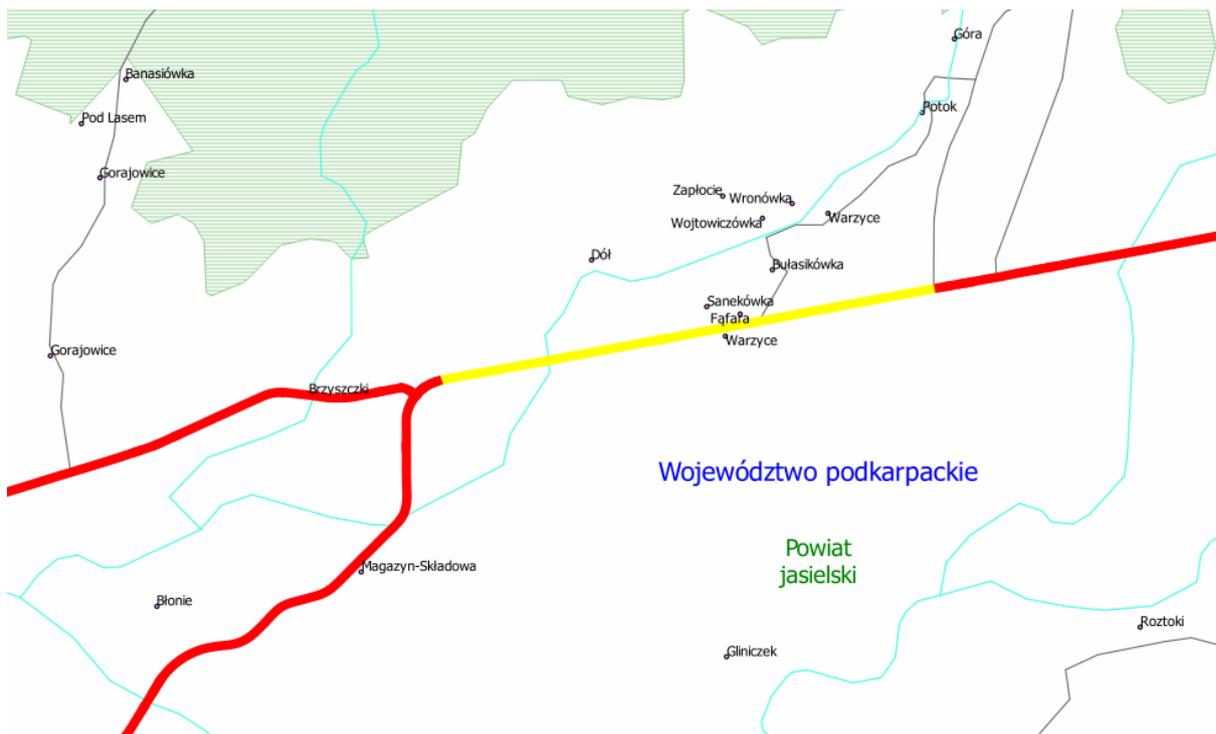 Góra
Banasiówka
Potok
Pod Lasem
Gorajowice
Zapłocie
Wronówka
Wojtowiczówka
Warzyce
Dół
Bułasikówka
Sanekówka
Fąfara
Warzyce
Gorajowice
Brzyszczki
Województwo podkarpackie
Powiat
jasielski
Magazyn-Składowa
Błonie
Roztoki
Gliniczek